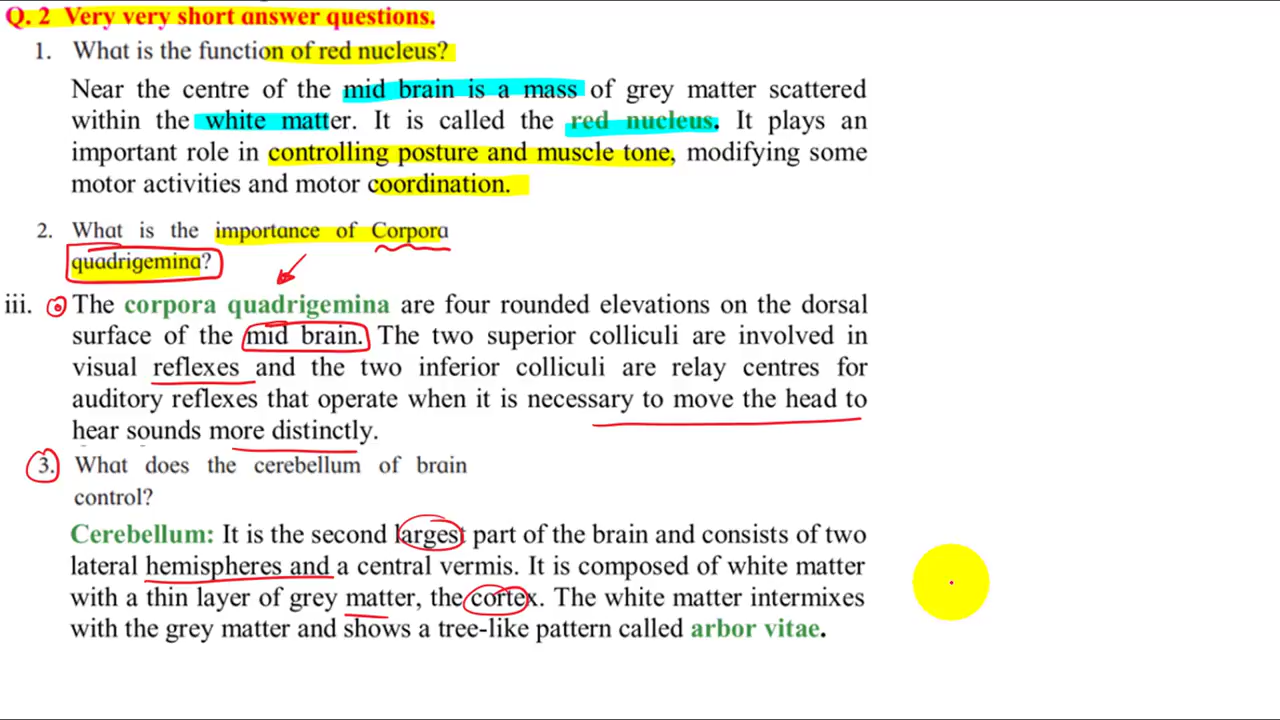 Q. 2 Very very short answer questions.
1. What is the function of red nucleus?
Near the centre of the mid brain is a mass of grey matter scattered
within the white matter. It is called the red nucleus. It plays an
important role in controlling posture and muscle tone, modifying some
motor activities and motor coordination.
2. What is the importance of Corpora
quadrigemina?
iii. The corpora quadrigemina are four rounded elevations on the dorsal
surface of the mid brain. The two superior colliculi are involved in
visual reflexes and the two inferior colliculi are relay centres for
auditory reflexes that operate when it is necessary to move the head to
hear sounds more distinctly.
3. What does the cerebellum of brain
control?
Cerebellum: It is the second largest part of the brain and consists of two
lateral hemispheres and a central vermis. It is composed of white matter
with a thin layer of grey matter, the cortex. The white matter intermixes
with the grey matter and shows a tree-like pattern called arbor vitae.